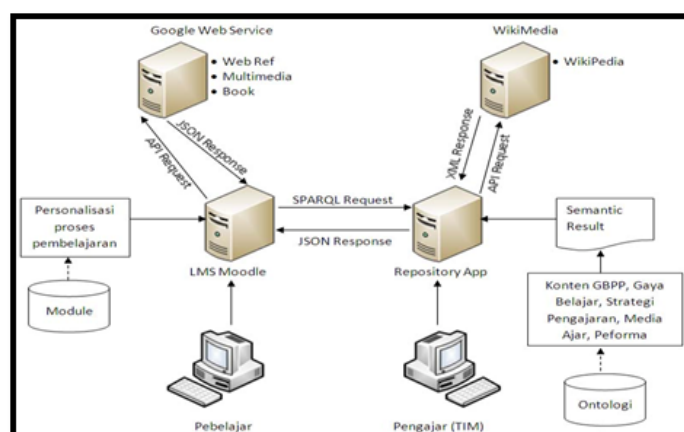 Google Web Service
• Web Ref
• Multimedia
• Book
WikiMedia
• WikiPedia
JSON Response
API Request
XML Response
API Request
Personalisasi
proses
pembelajaran
SPARQL Request
JSON Response
LMS Moodle
Repository App
Semantic
Result
Module
Konten GBPP, Gaya
Belajar, Strategi
Pengajaran, Media
Ajar, Peforma
Ontologi
Pebelajar
Pengajar (TIM)